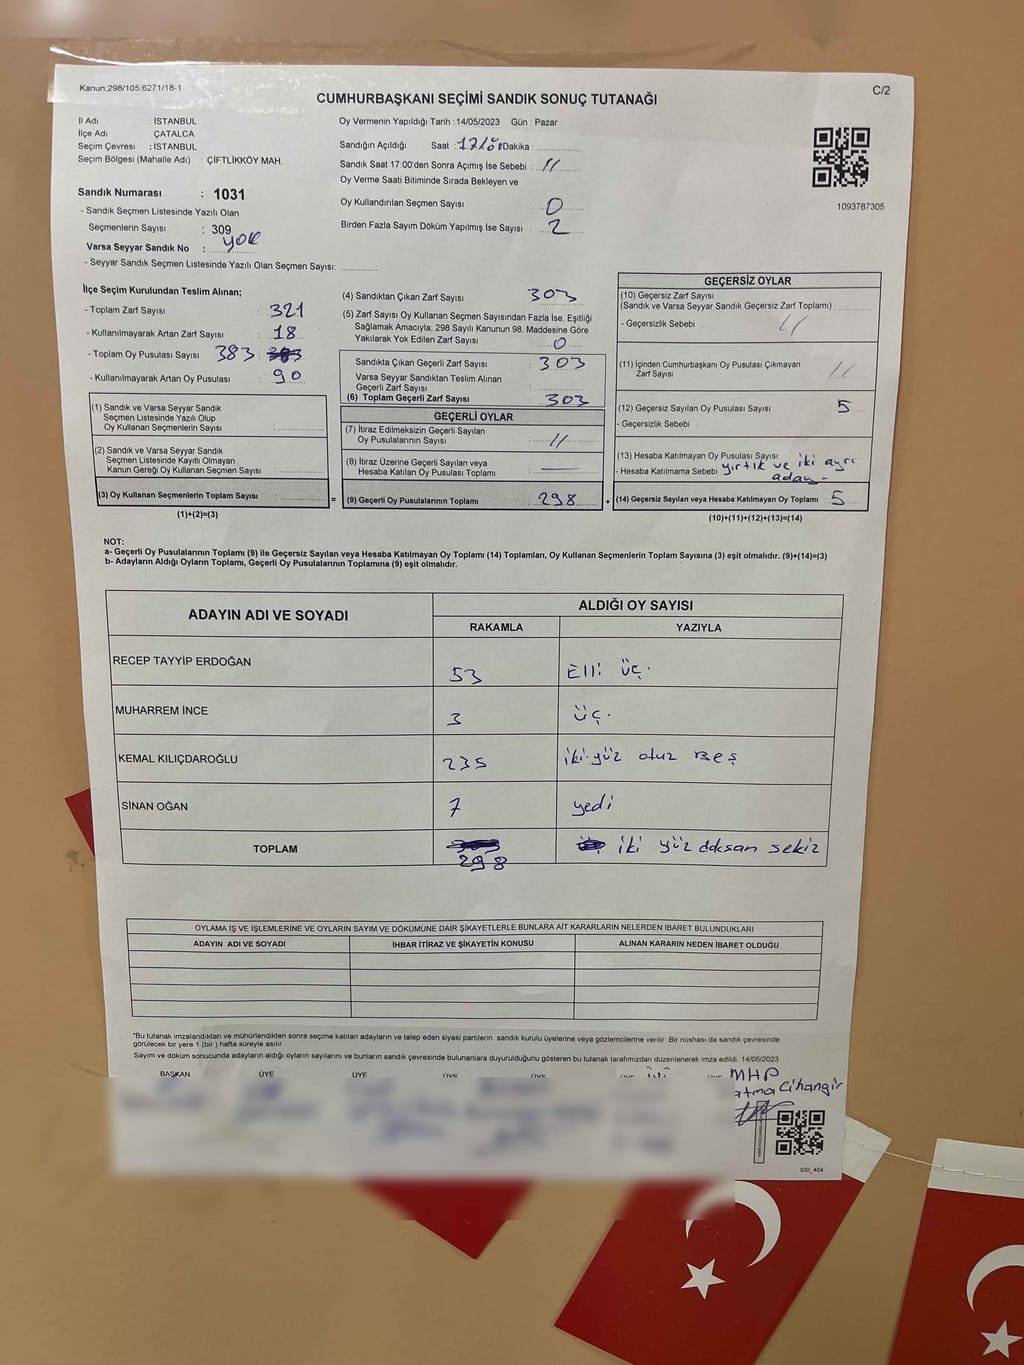 Kanun:298/105;6271/18-1
C/2
CUMHURBAŞKANI SEÇİMİ SANDIK SONUÇ TUTANAĞI
İl Adı : İSTANBUL
İlçe Adı : ÇATALCA
Seçim Çevresi : İSTANBUL
Seçim Bölgesi (Mahalle Adı) : ÇİFTLİKKÖY MAH.
Sandık Numarası : 1031
- Sandık Seçmen Listesinde Yazılı Olan
Seçmenlerin Sayısı : 309
Varsa Seyyar Sandık No : yok
- Seyyar Sandık Seçmen Listesinde Yazılı Olan Seçmen Sayısı:
Oy Vermenin Yapıldığı Tarih :14/05/2023 Gün : Pazar
Sandığın Açıldığı Saat : Dakika :
Sandık Saat 17:00'den Sonra Açımış İse Sebebi : //
Oy Verme Saati Bitiminde Sırada Bekleyen ve
Oy Kullandırılan Seçmen Sayısı : 0
Birden Fazla Sayım Döküm Yapılmış İse Sayısı : 2
1093787305
İlçe Seçim Kurulundan Teslim Alınan;
- Toplam Zarf Sayısı : 321
- Kullanılmayarak Artan Zarf Sayısı : 18
- Toplam Oy Pusulası Sayısı 383 : 383
- Kullanılmayarak Artan Oy Pusulası : 90
(1) Sandık ve Varsa Seyyar Sandık
Seçmen Listesinde Yazılı Olup
Oy Kullanan Seçmenlerin Sayısı :
(2) Sandık ve Varsa Seyyar Sandık
Seçmen Listesinde Kayıtlı Olmayan
Kanun Gereği Oy Kullanan Seçmen Sayısı :
(3) Oy Kullanan Seçmenlerin Toplam Sayısı :
(1)+(2)=(3)
(4) Sandıktan Çıkan Zarf Sayısı : 303
(5) Zarf Sayısı Oy Kullanan Seçmen Sayısından Fazla İse, Eşitliği
Sağlamak Amacıyla; 298 Sayılı Kanunun 98. Maddesine Göre
Yakılarak Yok Edilen Zarf Sayısı : 0
Sandıkta Çıkan Geçerli Zarf Sayısı : 303
Varsa Seyyar Sandıktan Teslim Alınan
Geçerli Zarf Sayısı :
(6) Toplam Geçerli Zarf Sayısı : 303
GEÇERLİ OYLAR
(7) İtiraz Edilmeksizin Geçerli Sayılan
Oy Pusulalarının Sayısı : //
(8) İtiraz Üzerine Geçerli Sayılan veya
Hesaba Katılan Oy Pusulası Toplamı :
= (9) Geçerli Oy Pusulalarının Toplamı : 298 +
GEÇERSİZ OYLAR
(10) Geçersiz Zarf Sayısı
(Sandık ve Varsa Seyyar Sandık Geçersiz Zarf Toplamı) :
- Geçersizlik Sebebi : //
(11) İçinden Cumhurbaşkanı Oy Pusulası Çıkmayan
Zarf Sayısı : //
(12) Geçersiz Sayılan Oy Pusulası Sayısı : 5
- Geçersizlik Sebebi :
(13) Hesaba Katılmayan Oy Pusulası Sayısı :
- Hesaba Katılmama Sebebi : yırtık ve iki ayrı
aday -
(14) Geçersiz Sayılan veya Hesaba Katılmayan Oy Toplamı : 5
(10)+(11)+(12)+(13)=(14)
NOT:
a- Geçerli Oy Pusulalarının Toplamı (9) ile Geçersiz Sayılan veya Hesaba Katılmayan Oy Toplamı (14) Toplamları, Oy Kullanan Seçmenlerin Toplam Sayısına (3) eşit olmalıdır. (9)+(14)=(3)
b- Adayların Aldığı Oyların Toplamı, Geçerli Oy Pusulalarının Toplamına (9) eşit olmalıdır.
ADAYIN ADI VE SOYADI ALDIĞI OY SAYISI
RAKAMLA YAZIYLA
RECEP TAYYİP ERDOĞAN 53 Elli üç.
MUHARREM İNCE 3 üç.
KEMAL KILIÇDAROĞLU 235 iki yüz otuz Beş
SİNAN OĞAN 7 yedi
TOPLAM 298 iki yüz doksan sekiz
OYLAMA İŞ VE İŞLEMLERİNE VE OYLARIN SAYIM VE DÖKÜMÜNE DAİR ŞİKAYETLERLE BUNLARA AİT KARARLARIN NELERDEN İBARET BULUNDUKLARI
ADAYIN ADI VE SOYADI İHBAR İTİRAZ VE ŞİKAYETİN KONUSU ALINAN KARARIN NEDEN İBARET OLDUĞU
*Bu tutanak imzalandıktan ve mühürlendikten sonra seçime katılan adayların ve talep eden siyasi partilerin sandık kurulu üyelerine veya gözlemcilerine verilir. Bir nüshası da sandık çevresinde
görülecek bir yere 1 (bir ) hafta süreyle asılır.
Sayım ve döküm sonucunda adayların aldığı oyların sayılarını ve bunların sandık çevresinde bulunanlara duyurulduğunu gösteren bu tutanak tarafımızdan düzenlenerek imza edildi. 14/05/2023
BAŞKAN ÜYE ÜYE ÜYE ÜYE
MHP
atma Cihangir
SSİ_404